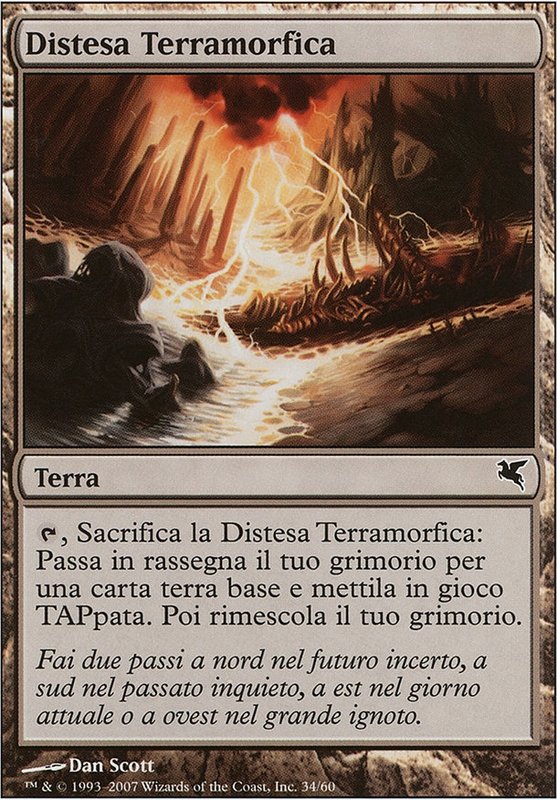 Distesa Terramorfica
Terra
, Sacrifica la Distesa Terramorfica:
Passa in rassegna il tuo grimorio per
una carta terra base e mettila in gioco
TAPpata. Poi rimescola il tuo grimorio.
Fai due passi a nord nel futuro incerto, a
sud nel passato inquieto, a est nel giorno
attuale o a ovest nel grande ignoto.
Dan Scott
™ & © 1993–2007 Wizards of the Coast, Inc. 34/60